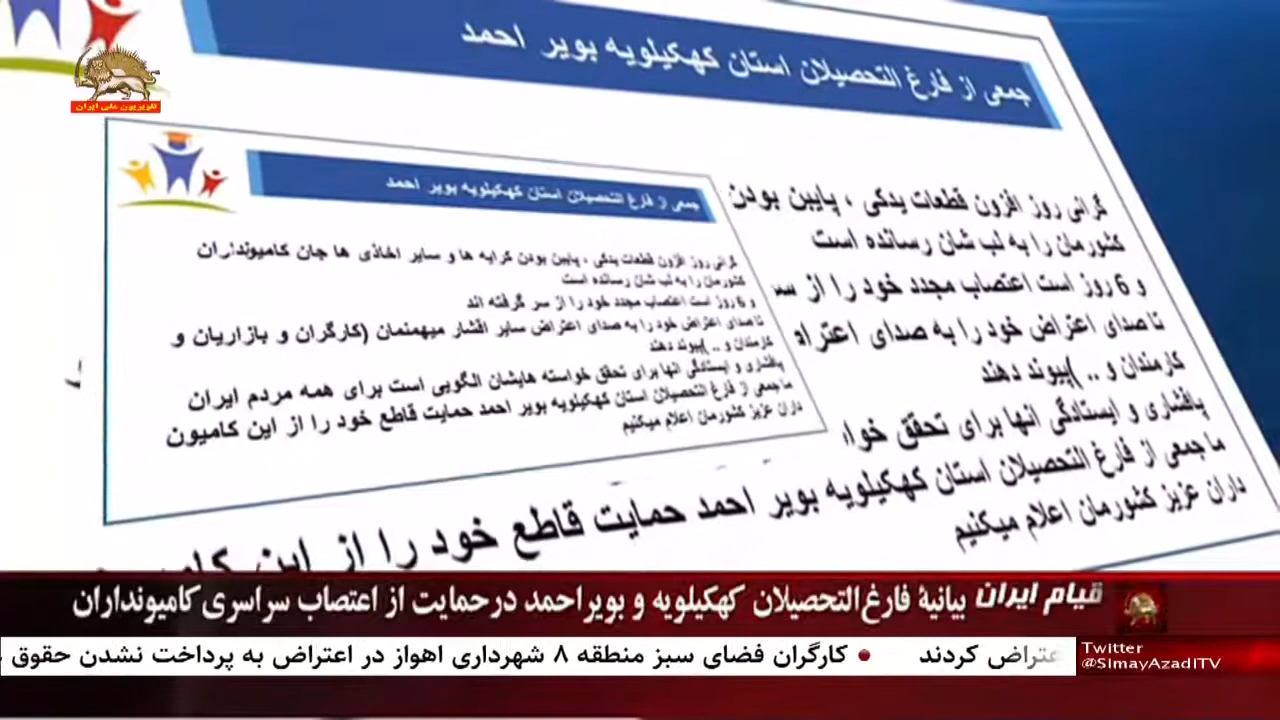 تلویزیون ملی ایران
جمعی از فارغ التحصیلان استان کهکیلویه بویر احمد
گرانی روز افزون قطعات یدکی ، پایین بودن
کشورمان را به لب شان رسانده است
و 6 روز است اعتصاب مجدد خود را از سر
تا صدای اعتراض خود را به صدای اعتراض
کارمندان و .. )پیوند دهند
پافشاری و ایستادگی آنها برای تحقق خوا
ما جمعی از فارغ التحصیلان استان کهکیلویه بویر احمد حمایت قاطع خود را از این
داران عزیز کشورمان اعلام میکنیم
جمعی از فارغ التحصیلان استان کهکیلویه بویر احمد
گرانی روز افزون قطعات یدکی ، پایین بودن کرایه ها و سایر اخاذی ها جان کامیونداران
کشورمان را به لب شان رسانده است
و 6 روز است اعتصاب مجدد خود را از سر گرفته اند
تا صدای اعتراض خود را به صدای اعتراض سایر اقشار میهنمان (کارگران و بازاریان و
کارمندان و .. )پیوند دهند
پافشاری و ایستادگی آنها برای تحقق خواسته هایشان الگویی است برای همه مردم ایران
ما جمعی از فارغ التحصیلان استان کهکیلویه بویر احمد حمایت قاطع خود را از این کامیون
داران عزیز کشورمان اعلام میکنیم
قیام ایران بیانیهٔ فارغ‌التحصیلان کهکیلویه و بویراحمد در حمایت از اعتصاب سراسری کامیونداران
اعتراض کردند • کارگران فضای سبز منطقه ۸ شهرداری اهواز در اعتراض به پرداخت نشدن حقوق
Twitter
@SimayAzadiTV